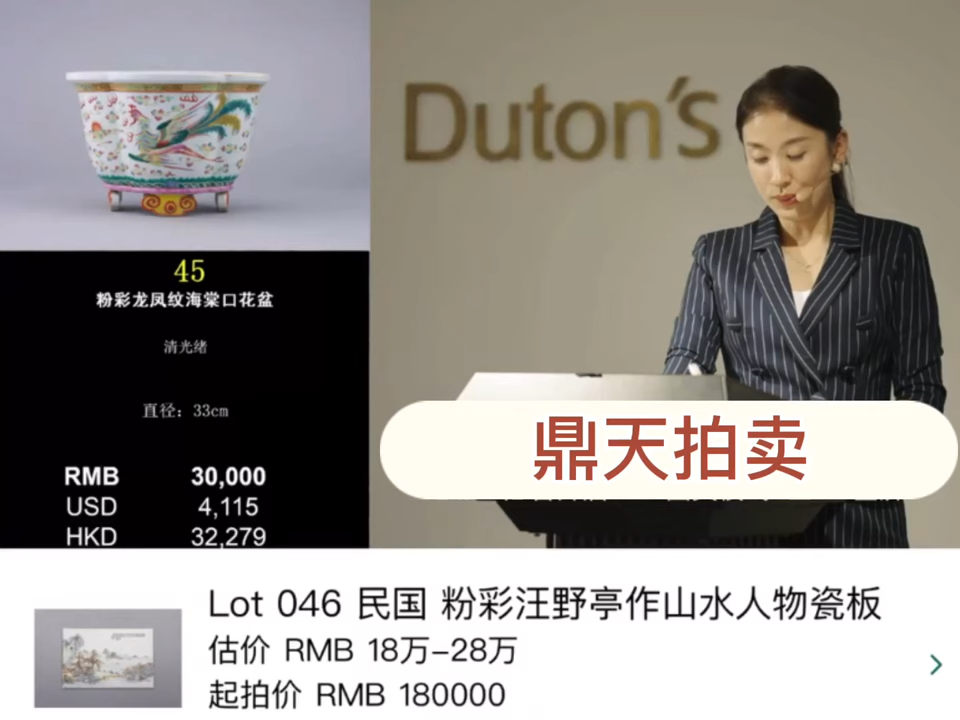 Duton's
45
粉彩龙凤纹海棠口花盆
清光绪
直径：33cm
RMB 30,000
USD 4,115
HKD 32,279
鼎天拍卖
Lot 046 民国 粉彩汪野亭作山水人物瓷板
估价 RMB 18万-28万
起拍价 RMB 180000